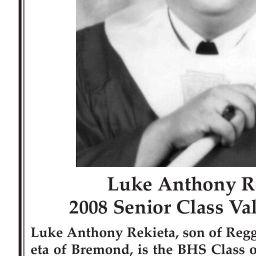 Luke Anthony R
2008 Senior Class Val
Luke Anthony Rekieta, son of Regg
eta of Bremond, is the BHS Class o